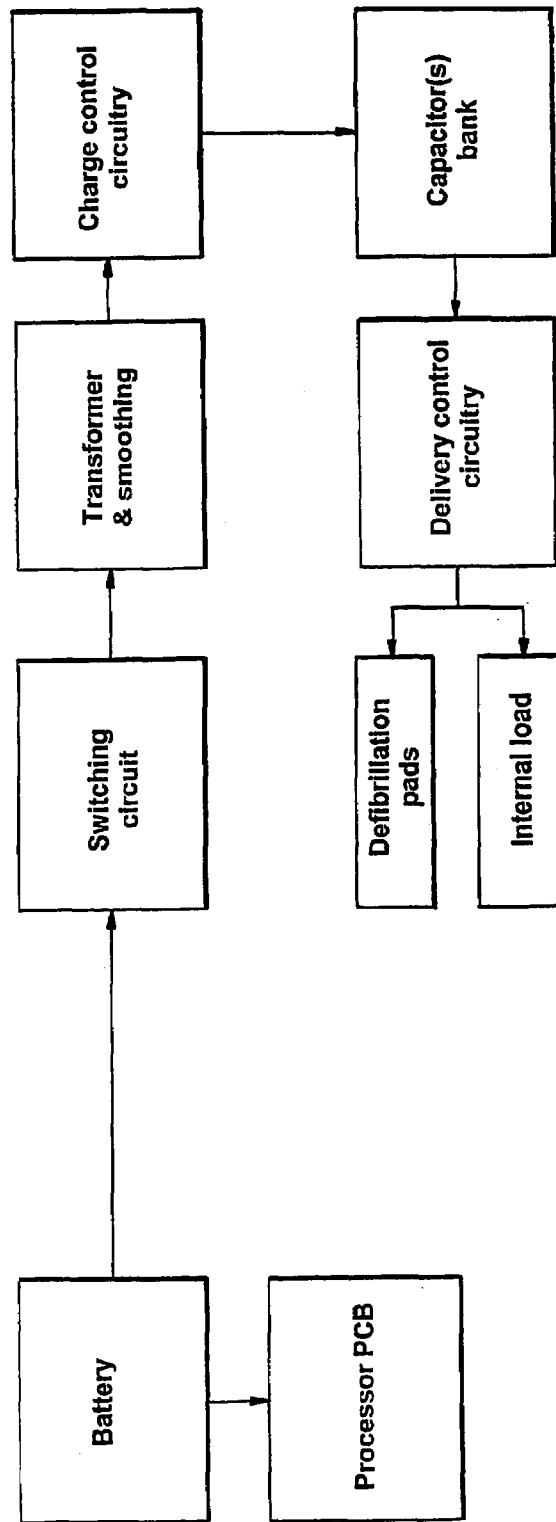 Battery
Processor PCB
Switching
circuit
Transformer
& smoothing
Charge control
circuitry
Capacitor(s)
bank
Delivery control
circuitry
Defibrillation
pads
Internal load